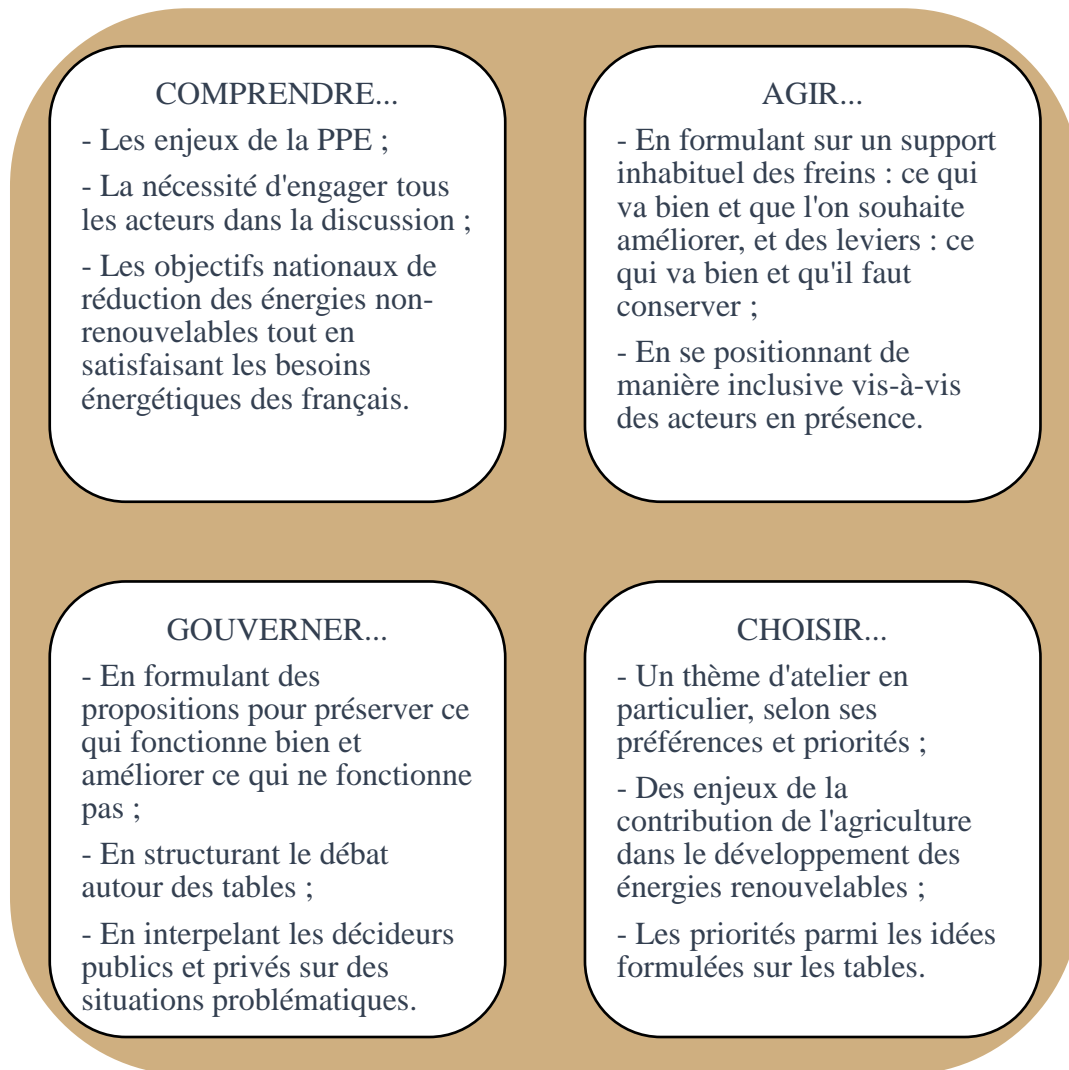 COMPRENDRE...
- Les enjeux de la PPE ;
- La nécessité d'engager tous
les acteurs dans la discussion ;
- Les objectifs nationaux de
réduction des énergies non-
renouvelables tout en
satisfaisant les besoins
énergétiques des français.
AGIR...
- En formulant sur un support
inhabituel des freins : ce qui
va bien et que l'on souhaite
améliorer, et des leviers : ce
qui va bien et qu'il faut
conserver ;
- En se positionnant de
manière inclusive vis-à-vis
des acteurs en présence.
GOUVERNER...
- En formulant des
propositions pour préserver ce
qui fonctionne bien et
améliorer ce qui ne fonctionne
pas ;
- En structurant le débat
autour des tables ;
- En interpelant les décideurs
publics et privés sur des
situations problématiques.
CHOISIR...
- Un thème d'atelier en
particulier, selon ses
préférences et priorités ;
- Des enjeux de la
contribution de l'agriculture
dans le développement des
énergies renouvelables ;
- Les priorités parmi les idées
formulées sur les tables.